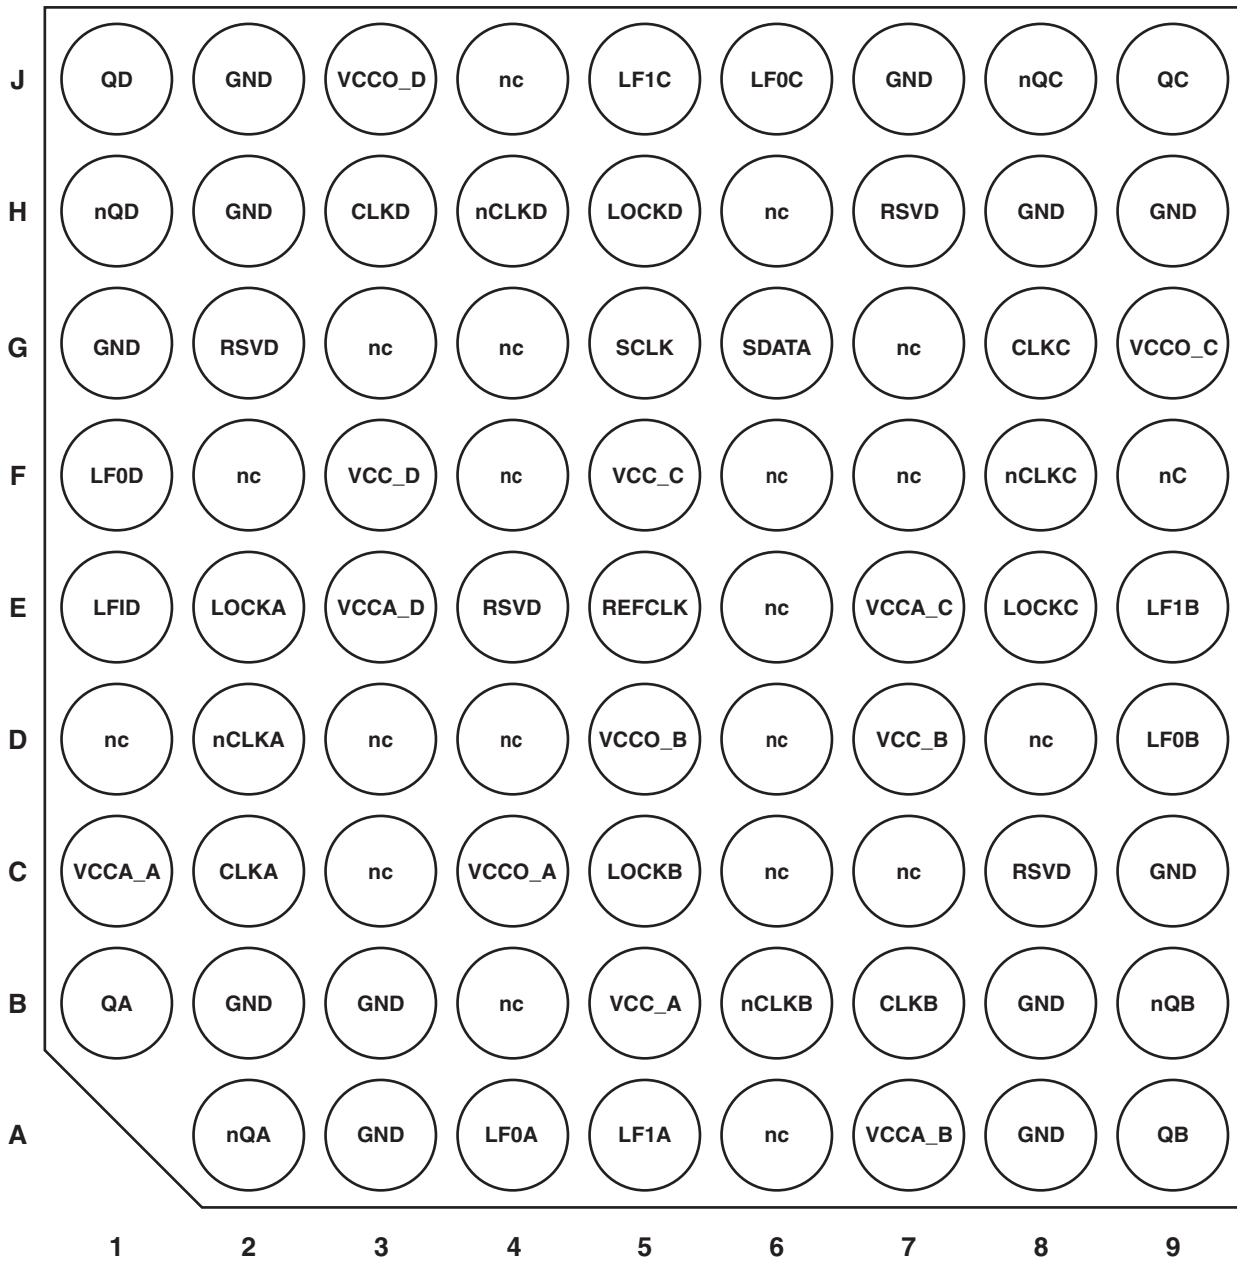 J QD GND VCCO_D nc LF1C LF0C GND nQC QC
H nQD GND CLKD nCLKD LOCKD nc RSVD GND GND
G GND RSVD nc nc SCLK SDATA nc CLKC VCCO_C
F LF0D nc VCC_D nc VCC_C nc nc nCLKC nC
E LFID LOCKA VCCA_D RSVD REFCLK nc VCCA_C LOCKC LF1B
D nc nCLKA nc nc VCCO_B nc VCC_B nc LF0B
C VCCA_A CLKA nc VCCO_A LOCKB nc nc RSVD GND
B QA GND GND nc VCC_A nCLKB CLKB GND nQB
A nQA GND LF0A LF1A nc VCCA_B GND QB
1 2 3 4 5 6 7 8 9